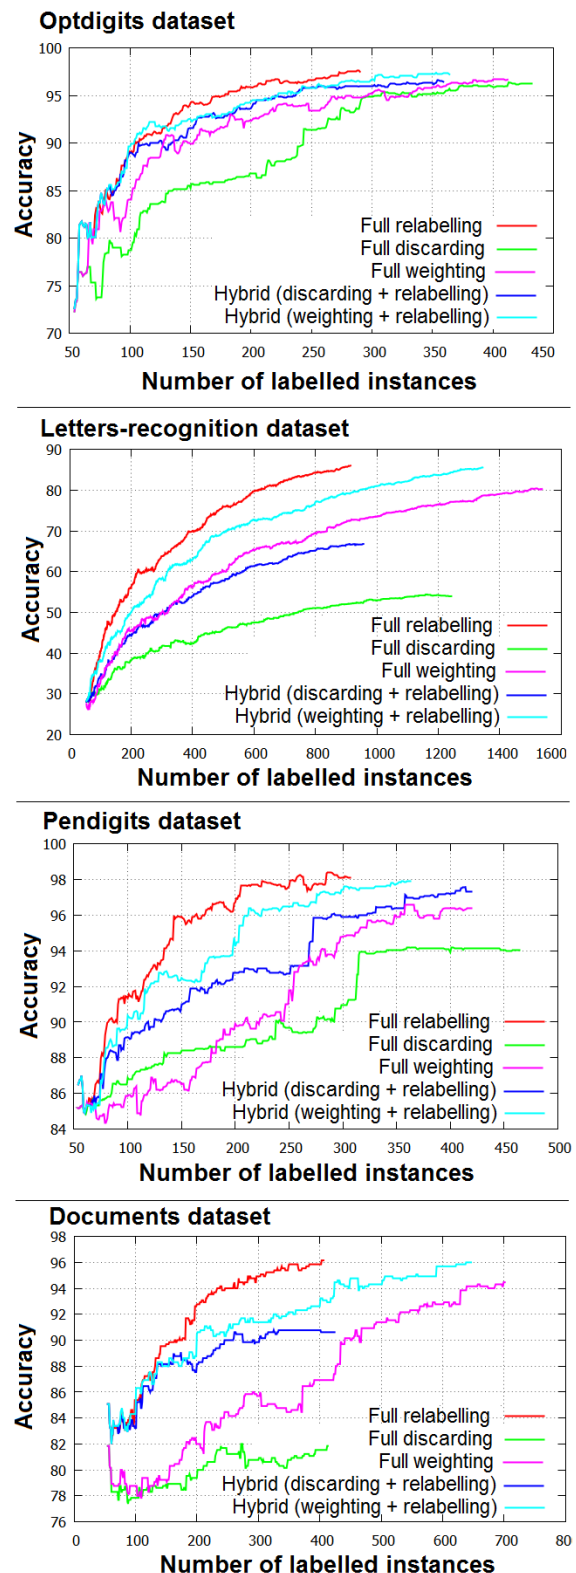 Optdigits dataset
100
95
90
85
80
75
70
Accuracy
Full relabelling
Full discarding
Full weighting
Hybrid (discarding + relabelling)
Hybrid (weighting + relabelling)
50 100 150 200 250 300 350 400 450
Number of labelled instances
Letters-recognition dataset
90
80
70
60
50
40
30
20
Accuracy
Full relabelling
Full discarding
Full weighting
Hybrid (discarding + relabelling)
Hybrid (weighting + relabelling)
0 200 400 600 800 1000 1200 1400 1600
Number of labelled instances
Pendigits dataset
100
98
96
94
92
90
88
86
84
Accuracy
Full relabelling
Full discarding
Full weighting
Hybrid (discarding + relabelling)
Hybrid (weighting + relabelling)
50 100 150 200 250 300 350 400 450 500
Number of labelled instances
Documents dataset
98
96
94
92
90
88
86
84
82
80
78
76
Accuracy
Full relabelling
Full discarding
Full weighting
Hybrid (discarding + relabelling)
Hybrid (weighting + relabelling)
0 100 200 300 400 500 600 700 80
Number of labelled instances